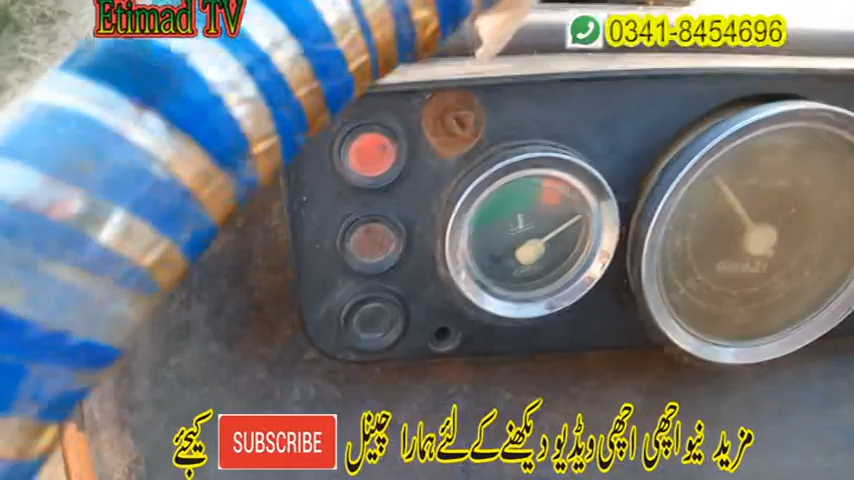 Etimad TV
0341-8454696
مزید نیو اچھی اچھی ویڈیو دیکھنے کے لئے ہمارا چینل SUBSCRIBE کیجئے